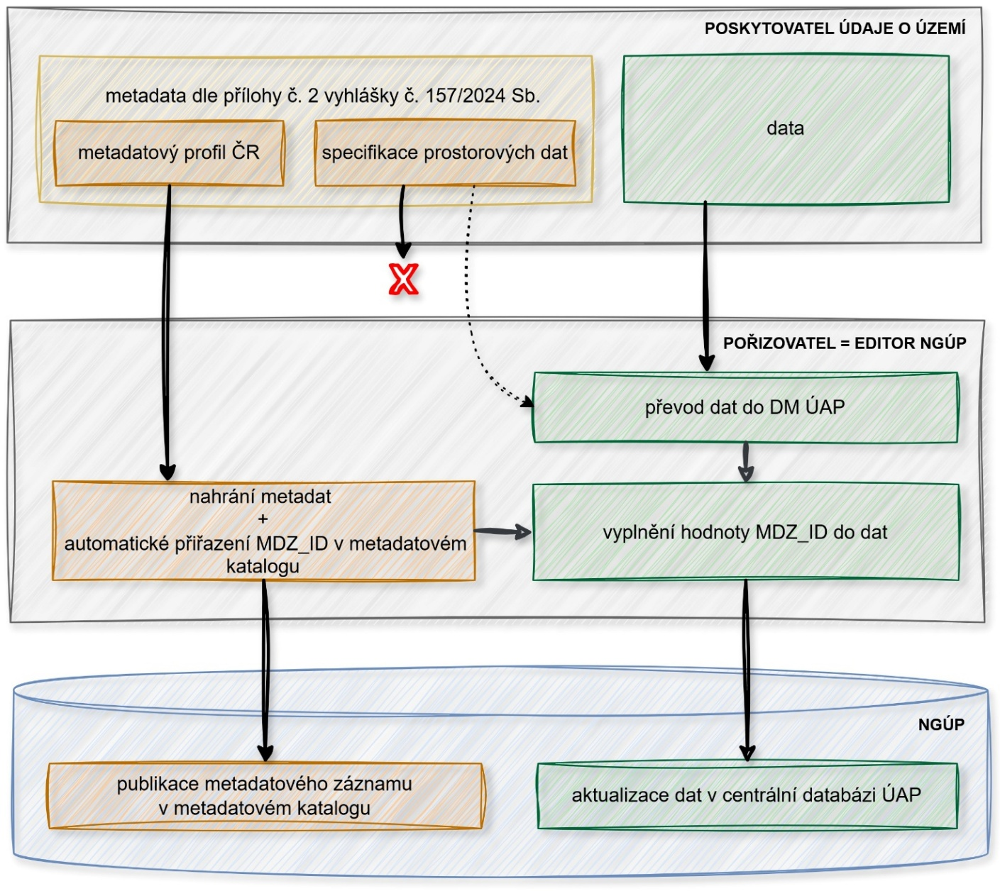 POSKYTOVATEL ÚDAJE O ÚZEMÍ
metadata dle přílohy č. 2 vyhlášky č. 157/2024 Sb.
metadatový profil ČR
specifikace prostorových dat
data
X
POŘIZOVATEL = EDITOR NGÚP
převod dat do DM ÚAP
nahrání metadat
+
automatické přiřazení MDZ_ID v metadatovém
katalogu
vyplnění hodnoty MDZ_ID do dat
NGÚP
publikace metadatového záznamu
v metadatovém katalogu
aktualizace dat v centrální databázi ÚAP